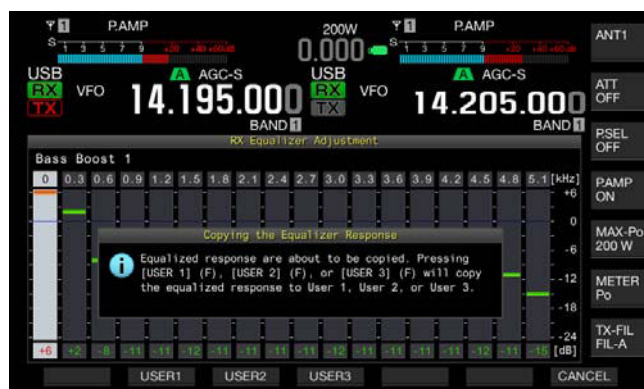 1 P.AMP 200W 1 P.AMP
S 1 3 5 7 9 +20 +40 +60dB 0.000 S 1 3 5 7 9 +20 +40 +60dB
USB A AGC-S USB A AGC-S
RX VFO 14.195.000 RX VFO 14.205.000
TX TX
BAND 1 BAND 1
RX Equalizer Adjustment
Bass Boost 1
0 0.3 0.6 0.9 1.2 1.5 1.8 2.1 2.4 2.7 3.0 3.3 3.6 3.9 4.2 4.5 4.8 5.1 [kHz]
+6
0
-6
-12
-18
-24
Copying the Equalizer Response
Equalized response are about to be copied. Pressing
[USER 1] (F), [USER 2] (F), or [USER 3] (F) will copy
the equalized response to User 1, User 2, or User 3.
+6 +2 -8 -11 -11 -12 -11 -11 -11 -11 -11 -11 -11 -11 -11 -11 -11 -15 [dB]
USER1 USER2 USER3 CANCEL
ANT1
ATT
OFF
P.SEL
OFF
P.AMP
ON
MAX-Po
200 W
METER
Po
TX-FIL
FIL-A